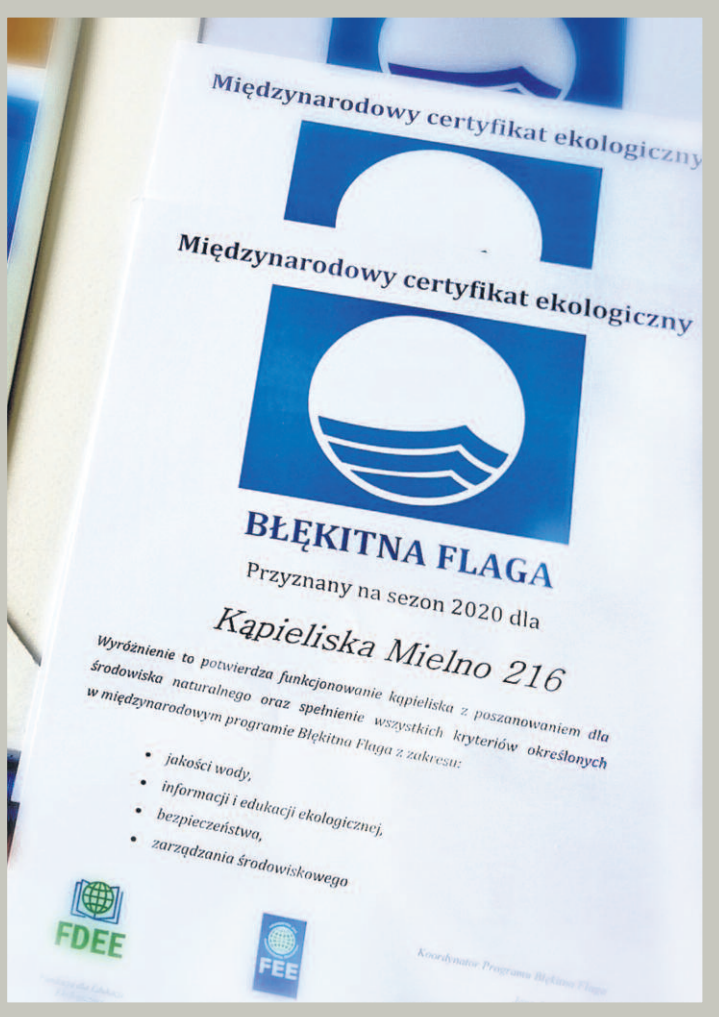 Międzynarodowy certyfikat ekologiczny
Międzynarodowy certyfikat ekologiczny
BŁĘKITNA FLAGA
Przyznany na sezon 2020 dla
Kąpieliska Mielno 216
Wyróżnienie to potwierdza funkcjonowanie kąpieliska z poszanowaniem dla
środowiska naturalnego oraz spełnienie wszystkich kryteriów określonych
w międzynarodowym programie Błękitna Flaga z zakresu:
• jakości wody,
• informacji i edukacji ekologicznej,
• bezpieczeństwa,
• zarządzania środowiskowego
FDEE
FEE
Koordynator Programu Błękitna Flaga